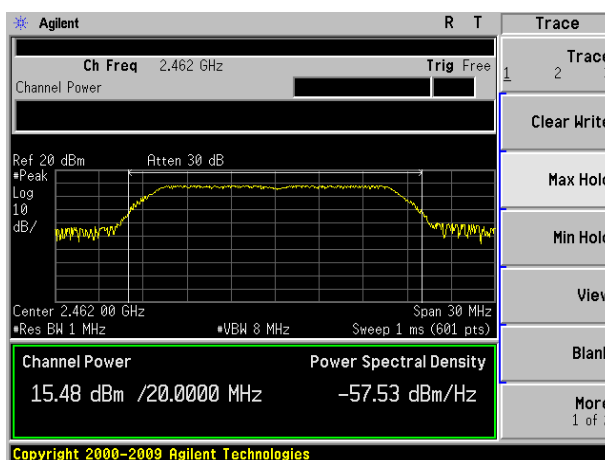 Agilent R T Trace
Ch Freq 2.462 GHz Trig Free
Channel Power
Trace
1 2
Clear Write
Max Hold
Min Hold
View
Blank
More
1 of
Ref 20 dBm Atten 30 dB
#Peak
Log
10
dB/
Center 2.462 00 GHz Span 30 MHz
#Res BW 1 MHz #VBW 8 MHz Sweep 1 ms (601 pts)
Channel Power Power Spectral Density
15.48 dBm /20.0000 MHz -57.53 dBm/Hz
Copyright 2000-2009 Agilent Technologies